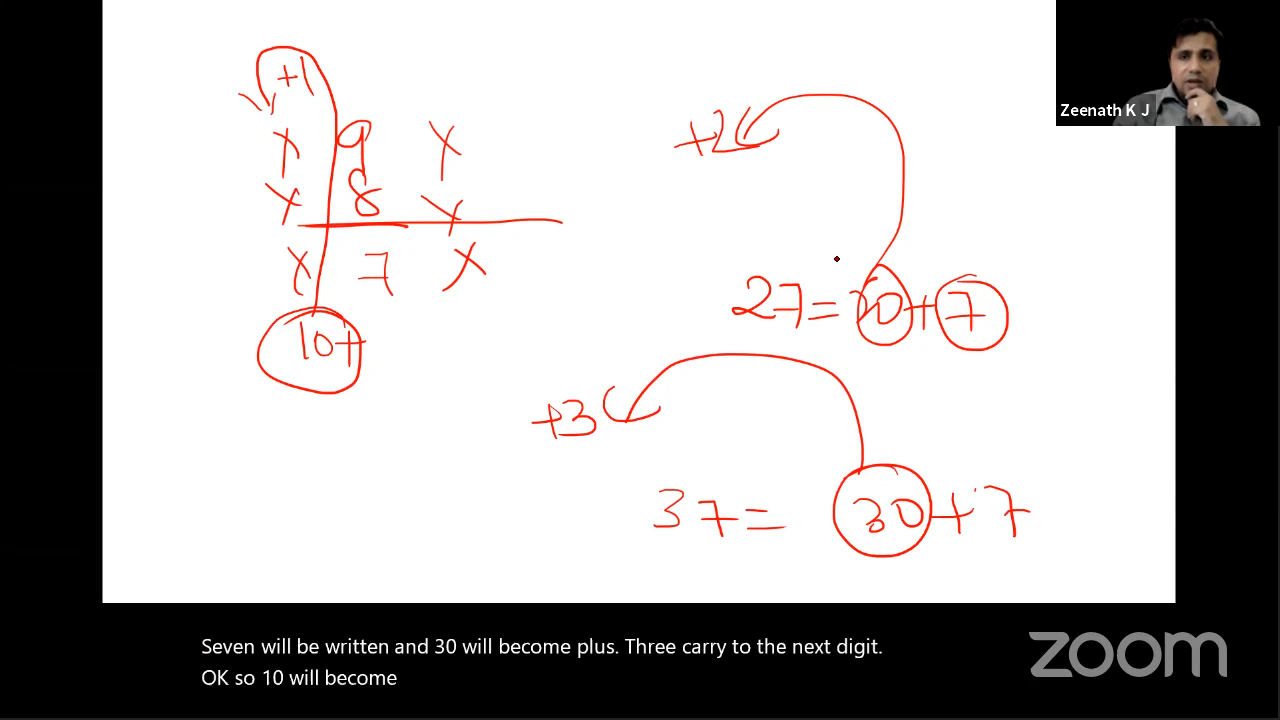 +1
X 9 X
X 8 X
X 7 X
10+
+2
27=20+7
+3
37= 30+7
Zeenath K J
Seven will be written and 30 will become plus. Three carry to the next digit.
OK so 10 will become
zoom